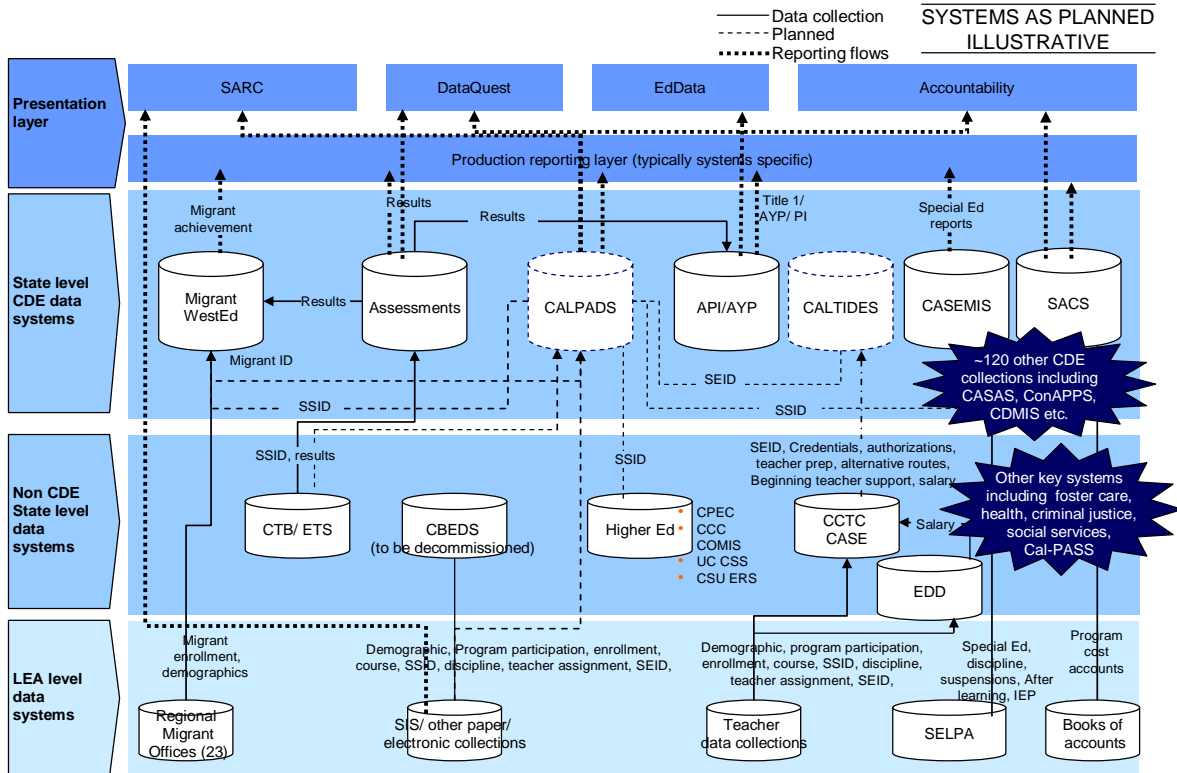 Data collection
Planned
Reporting flows
SYSTEMS AS PLANNED
ILLUSTRATIVE
Presentation
layer
SARC
DataQuest
EdData
Accountability
Production reporting layer (typically systems specific)
State level
CDE data
systems
Migrant
achievement
Results
Results
Title 1/
AYP/ PI
Special Ed
reports
Migrant
WestEd
Results
Assessments
CALPADS
API/AYP
CALTIDES
CASEMIS
SACS
Migrant ID
SSID
SEID
SSID
~120 other CDE
collections including
CASAS, ConAPPS,
CDMIS etc.
Non CDE
State level
data
systems
SSID, results
SSID
SEID, Credentials, authorizations,
teacher prep, alternative routes,
Beginning teacher support, salary
CTB/ ETS
CBEDS
(to be decommissioned)
Higher Ed
• CPEC
• CCC
COMIS
• UC CSS
• CSU ERS
CCTC
CASE
Salary
EDD
Other key systems
including foster care,
health, criminal justice,
social services,
Cal-PASS
LEA level
data
systems
Migrant
enrollment,
demographics
Demographic, Program participation, enrollment,
course, SSID, discipline, teacher assignment, SEID,
Demographic, program participation,
enrollment, course, SSID, discipline,
teacher assignment, SEID,
Special Ed,
discipline,
suspensions, After
learning, IEP
Program
cost
accounts
Regional
Migrant
Offices (23)
SIS/ other paper/
electronic collections
Teacher
data collections
SELPA
Books of
accounts